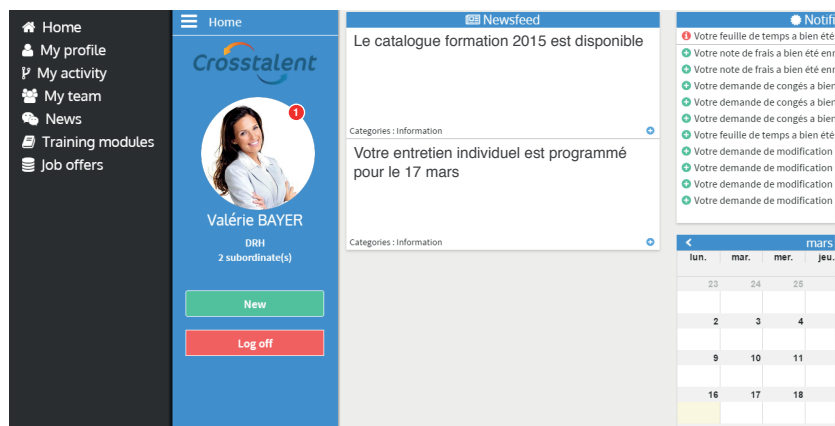 Home
My profile
My activity
My team
News
Training modules
Job offers
Home
Crosstalent
1
Valérie BAYER
DRH
2 subordinate(s)
New
Log off
Newsfeed
Le catalogue formation 2015 est disponible
Categories : Information
Votre entretien individuel est programmé
pour le 17 mars
Categories : Information
Votre feuille de temps a bien été
Votre note de frais a bien été
Votre note de frais a bien été
Votre demande de congés a bien
Votre demande de congés a bien
Votre demande de congés a bien
Votre feuille de temps a bien été
Votre demande de modification
Votre demande de modification
Votre demande de modification
Votre demande de modification
mars
lun. mar. mer. jeu.
23 24 25
2 3 4
9 10 11
16 17 18